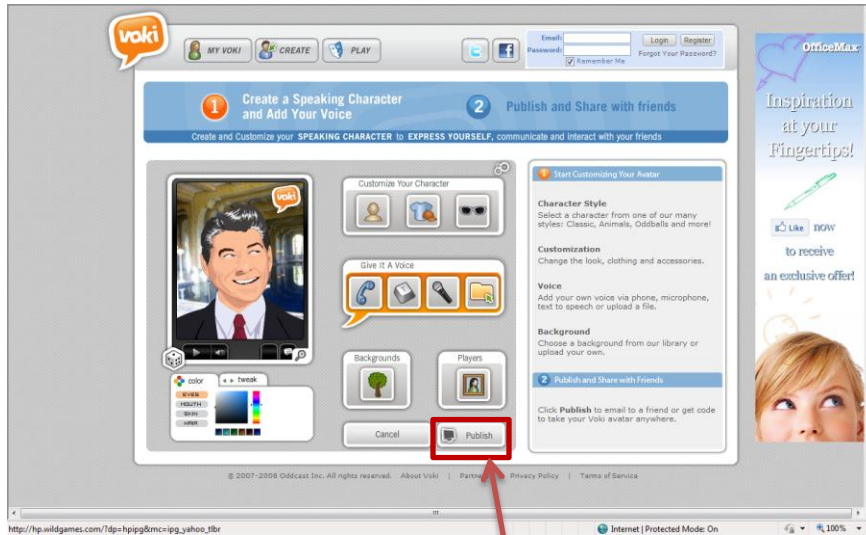 voki
MY VOKI
CREATE
PLAY
Email:
Password:
Remember Me
Login
Register
Forgot Your Password?
1
Create a Speaking Character
and Add Your Voice
2
Publish and Share with friends
Create and Customize your SPEAKING CHARACTER to EXPRESS YOURSELF, communicate and interact with your friends
voki
color
tweak
EYES
MOUTH
SKIN
HAIR
Customize Your Character
Give It A Voice
Backgrounds
Players
Cancel
Publish
1 Start Customizing Your Avatar
Character Style
Select a character from one of our many
styles: Classic, Animals, Oddballs and more!
Customization
Change the look, clothing and accessories.
Voice
Add your own voice via phone, microphone,
text to speech or upload a file.
Background
Choose a background from our library or
upload your own.
2 Publish and Share with Friends
Click Publish to email to a friend or get code
to take your Voki avatar anywhere.
OfficeMax
Inspiration
at your
Fingertips!
Like now
to receive
an exclusive offer!
© 2007-2008 Oddcast Inc. All rights reserved. About Voki | Privacy Policy | Terms of Service
http://hp.wildgames.com/?dp=hpipg&mc=ipg_yahoo_tlbr
Internet | Protected Mode: On
100%